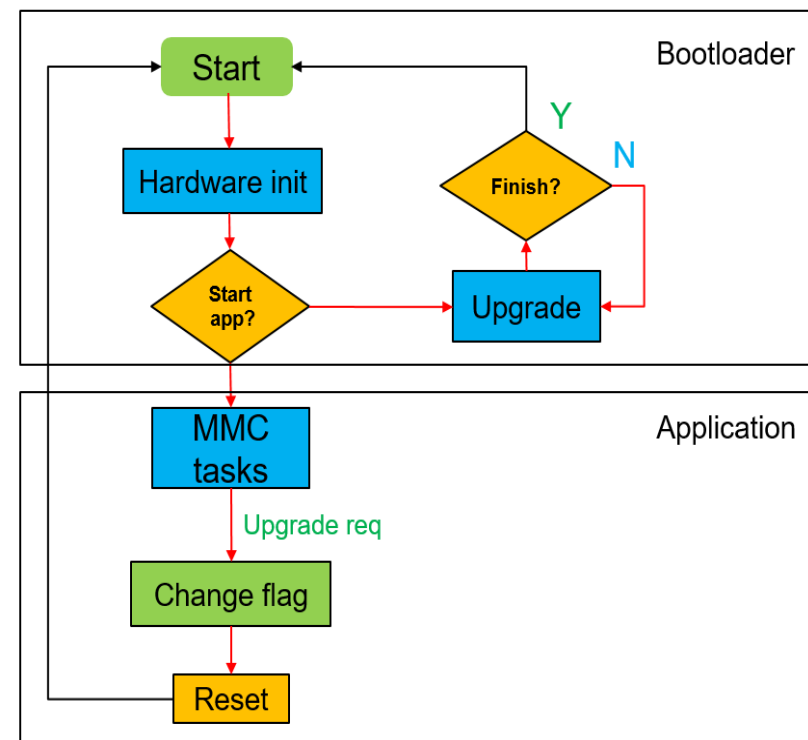 Bootloader
Start
Y
N
Hardware init
Finish?
Start
app?
Upgrade
Application
MMC
tasks
Upgrade req
Change flag
Reset